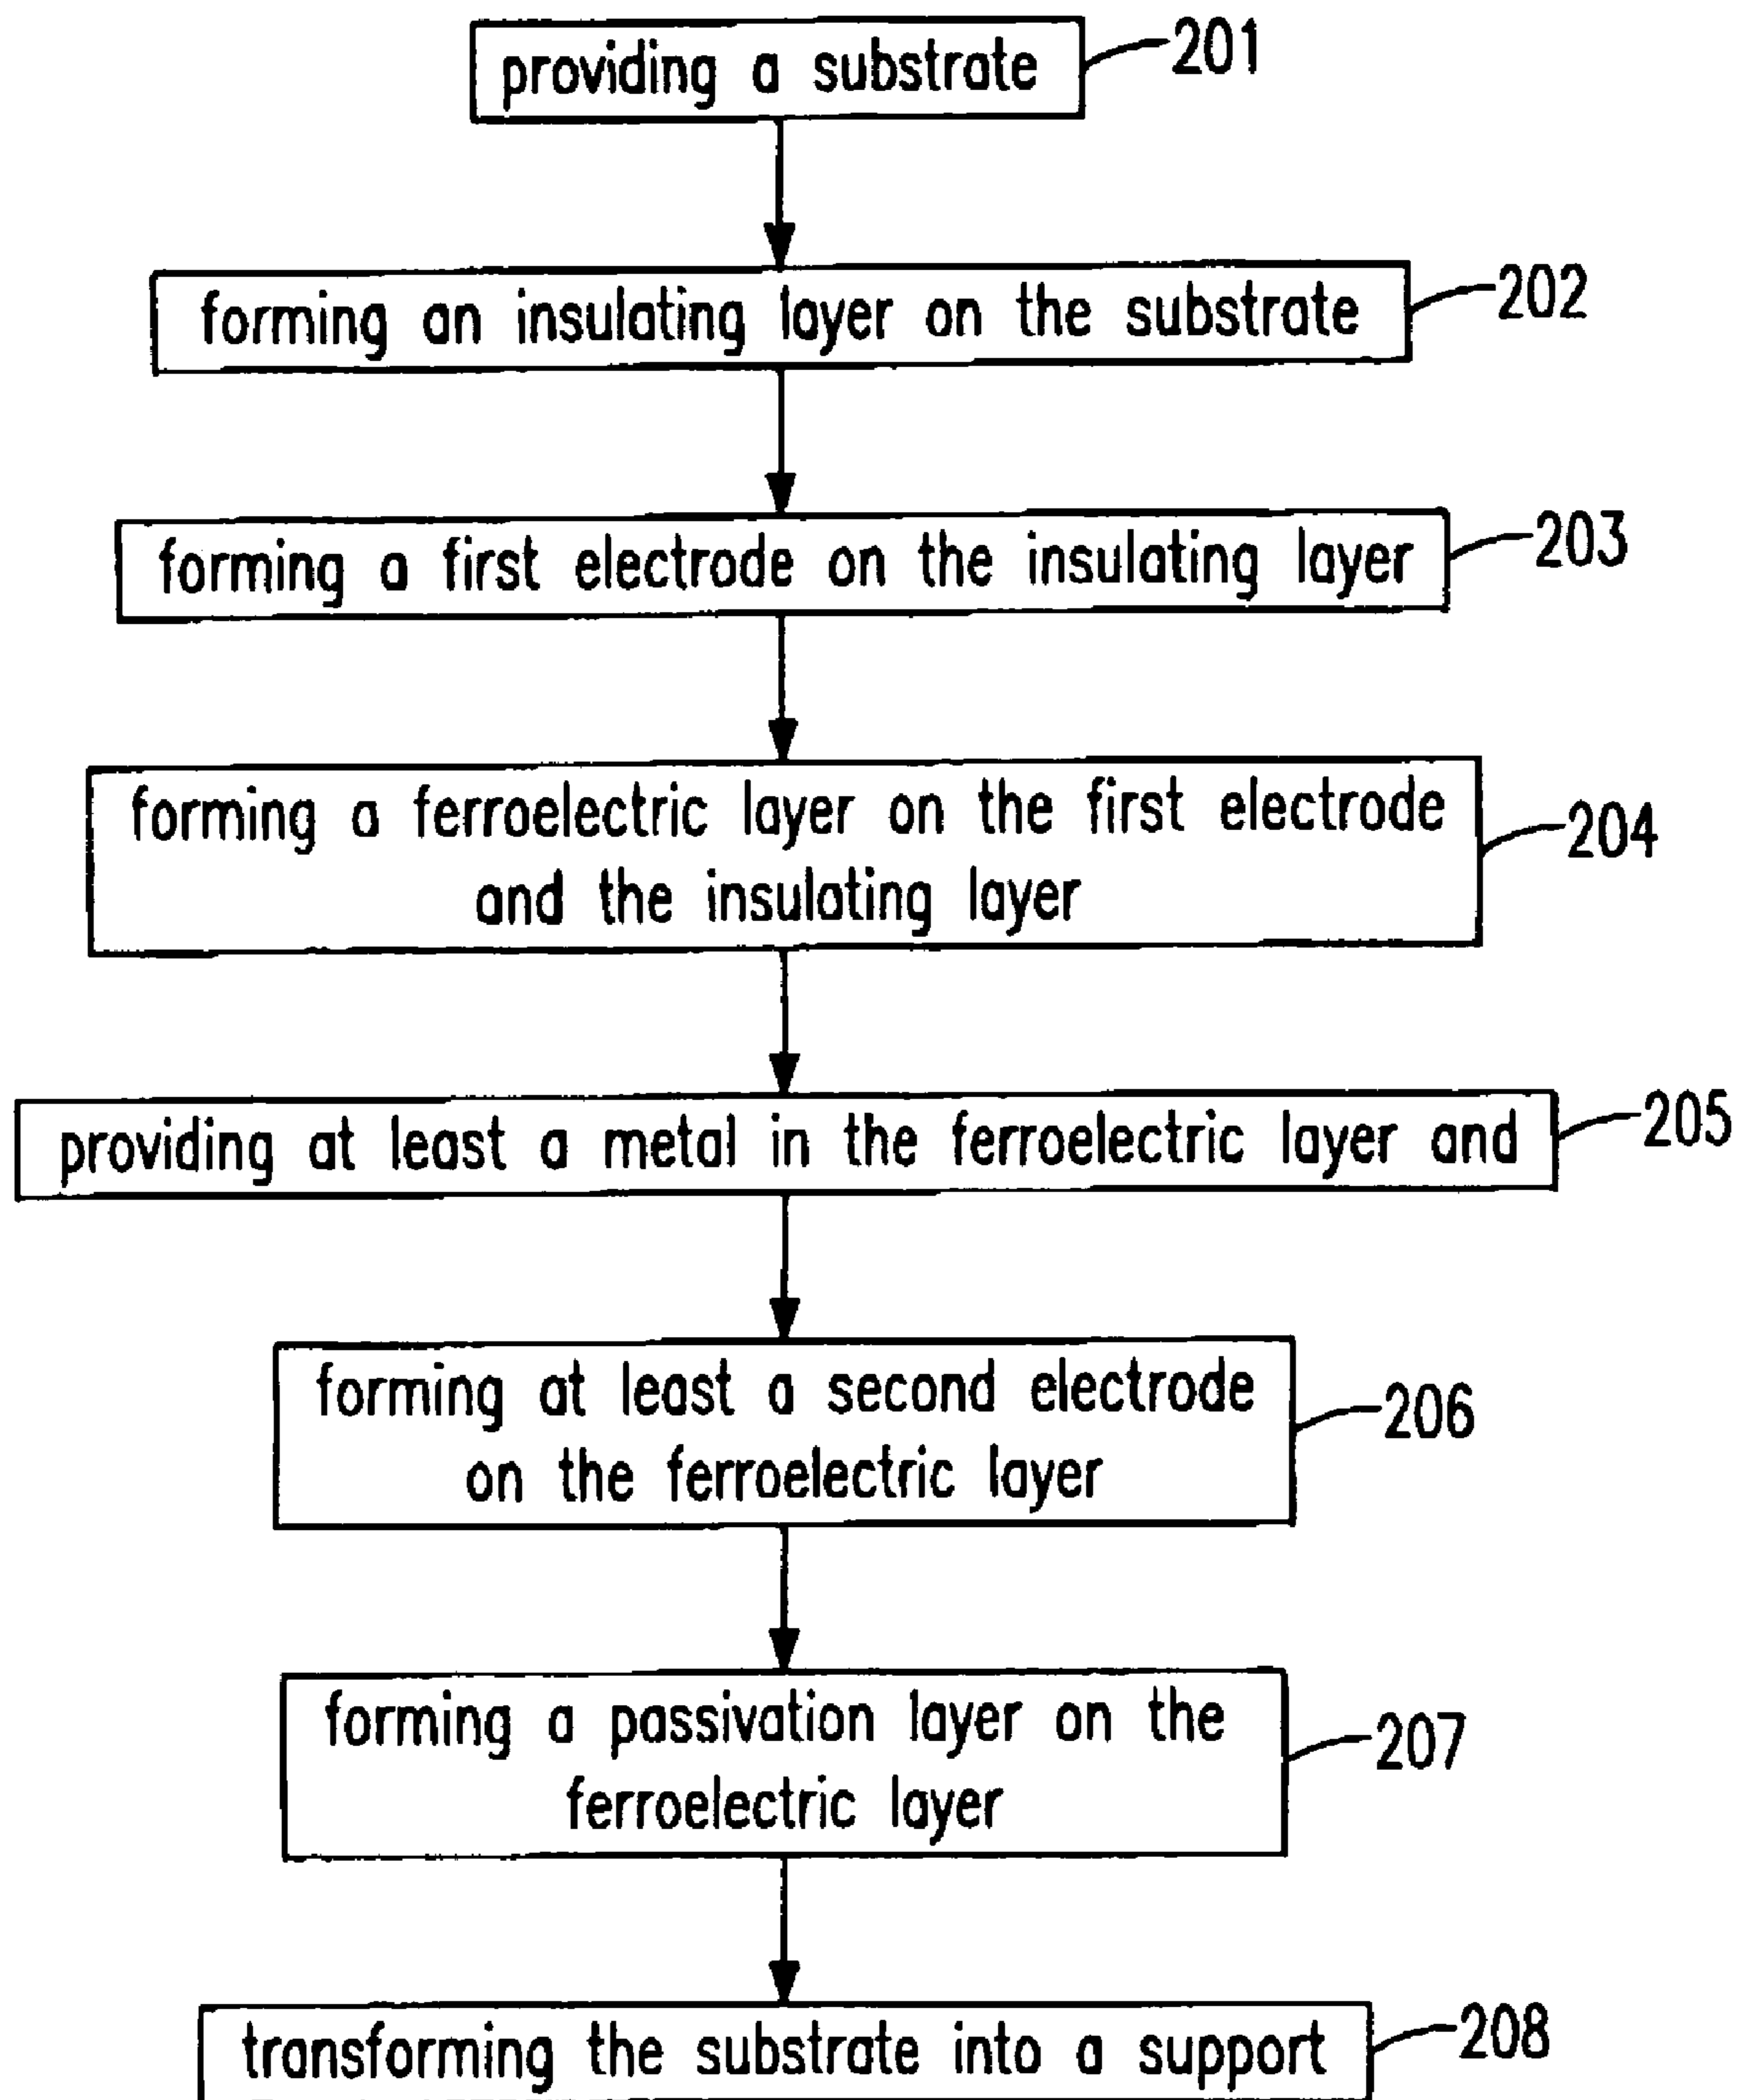 providing a substrate 201
forming an insulating layer on the substrate 202
forming a first electrode on the insulating layer 203
forming a ferroelectric layer on the first electrode
and the insulating layer
204
providing at least a metal in the ferroelectric layer and 205
forming at least a second electrode
on the ferroelectric layer
206
forming a passivation layer on the
ferroelectric layer
207
transforming the substrate into a support 208